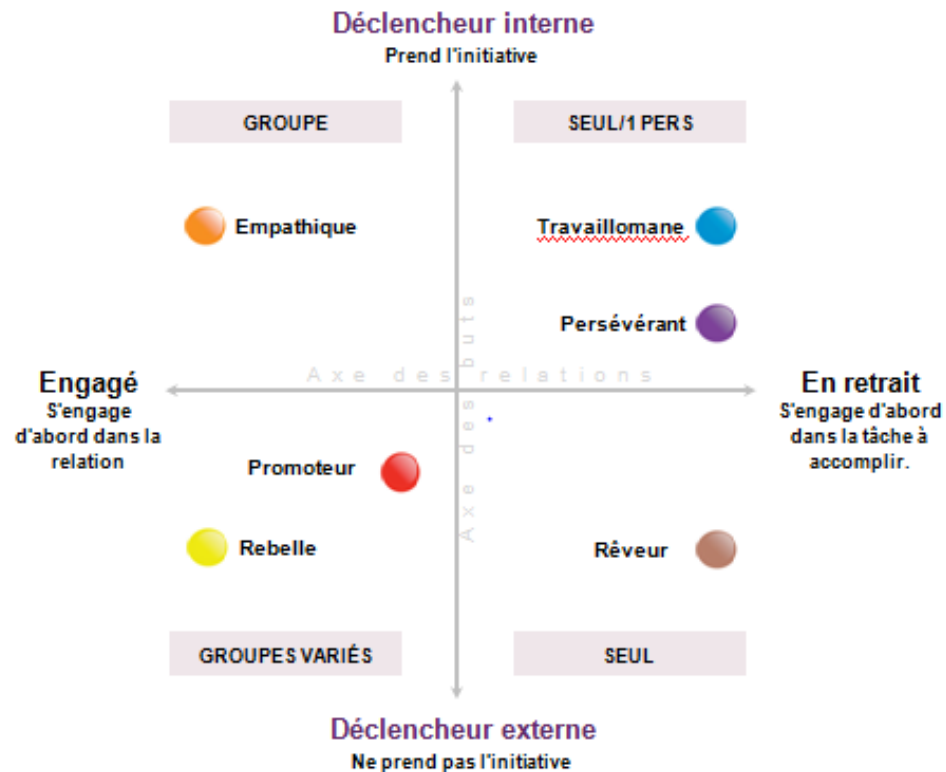 Déclencheur interne
Prend l'initiative
GROUPE
SEUL/1 PERS
Empathique
Travaillomane
Persévérant
Axe des relations
Axe des buts
Engagé
S'engage
d'abord dans la
relation
En retrait
S'engage d'abord
dans la tâche à
accomplir.
Promoteur
Rebelle
Rêveur
GROUPES VARIÉS
SEUL
Déclencheur externe
Ne prend pas l'initiative